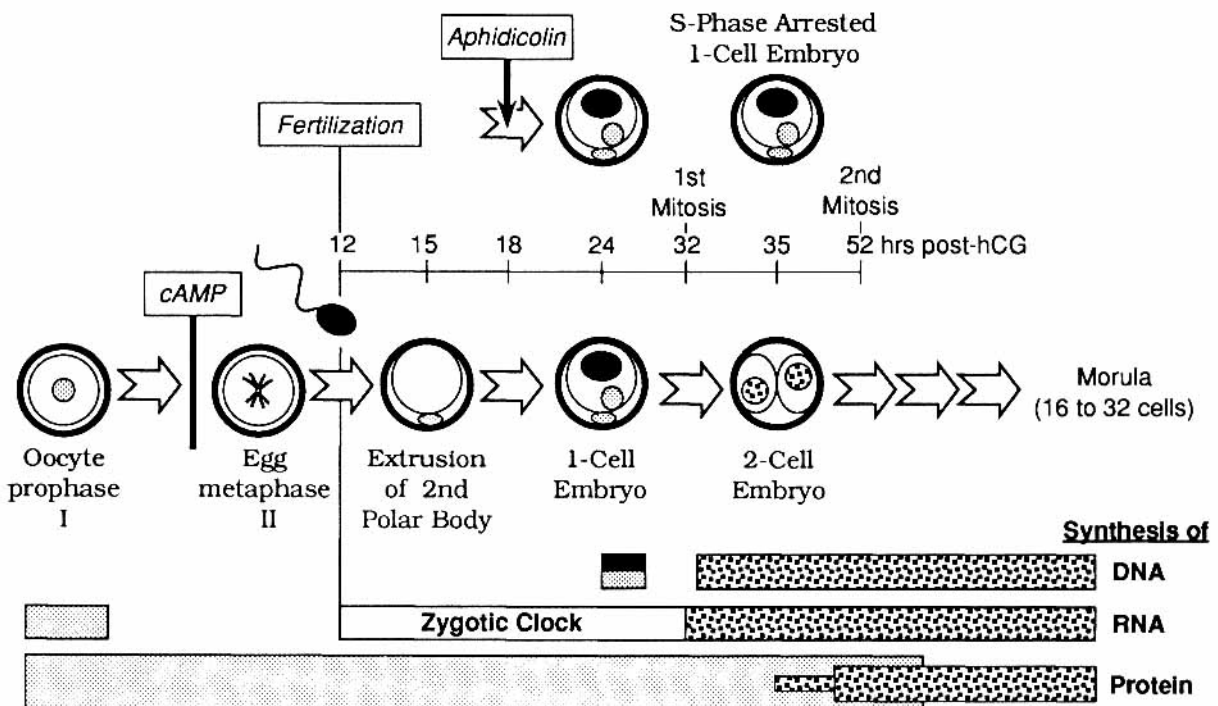 Aphidicolin
S-Phase Arrested
1-Cell Embryo
Fertilization
1st
Mitosis
2nd
Mitosis
12 15 18 24 32 35 52 hrs post-hCG
cAMP
Oocyte
prophase
I
Egg
metaphase
II
Extrusion
of 2nd
Polar Body
1-Cell
Embryo
2-Cell
Embryo
Morula
(16 to 32 cells)
Synthesis of
DNA
Zygotic Clock
RNA
Protein